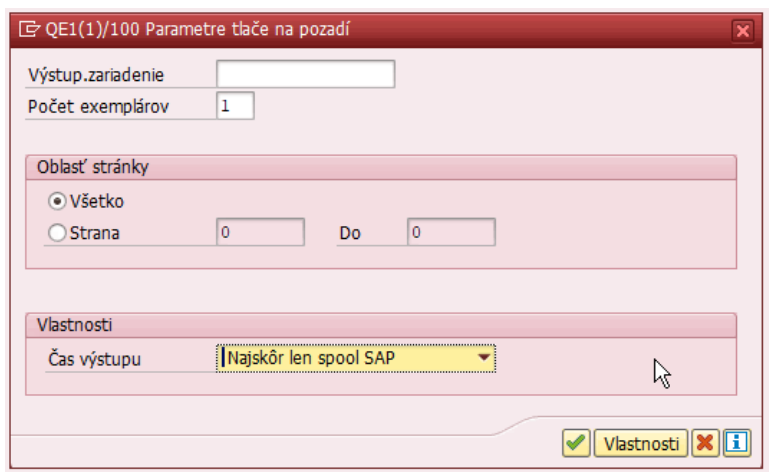 QE1(1)/100 Parametre tlače na pozadí
Výstup.zariadenie
Počet exemplárov 1
Oblasť stránky
Všetko
Strana 0 Do 0
Vlastnosti
Čas výstupu Najskôr len spool SAP
Vlastnosti